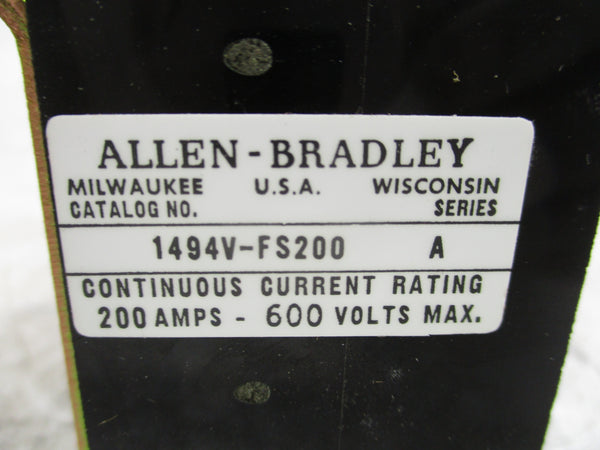 ALLEN-BRADLEY
MILWAUKEE U.S.A. WISCONSIN
CATALOG NO. SERIES
1494V-FS200 A
CONTINUOUS CURRENT RATING
200 AMPS - 600 VOLTS MAX.